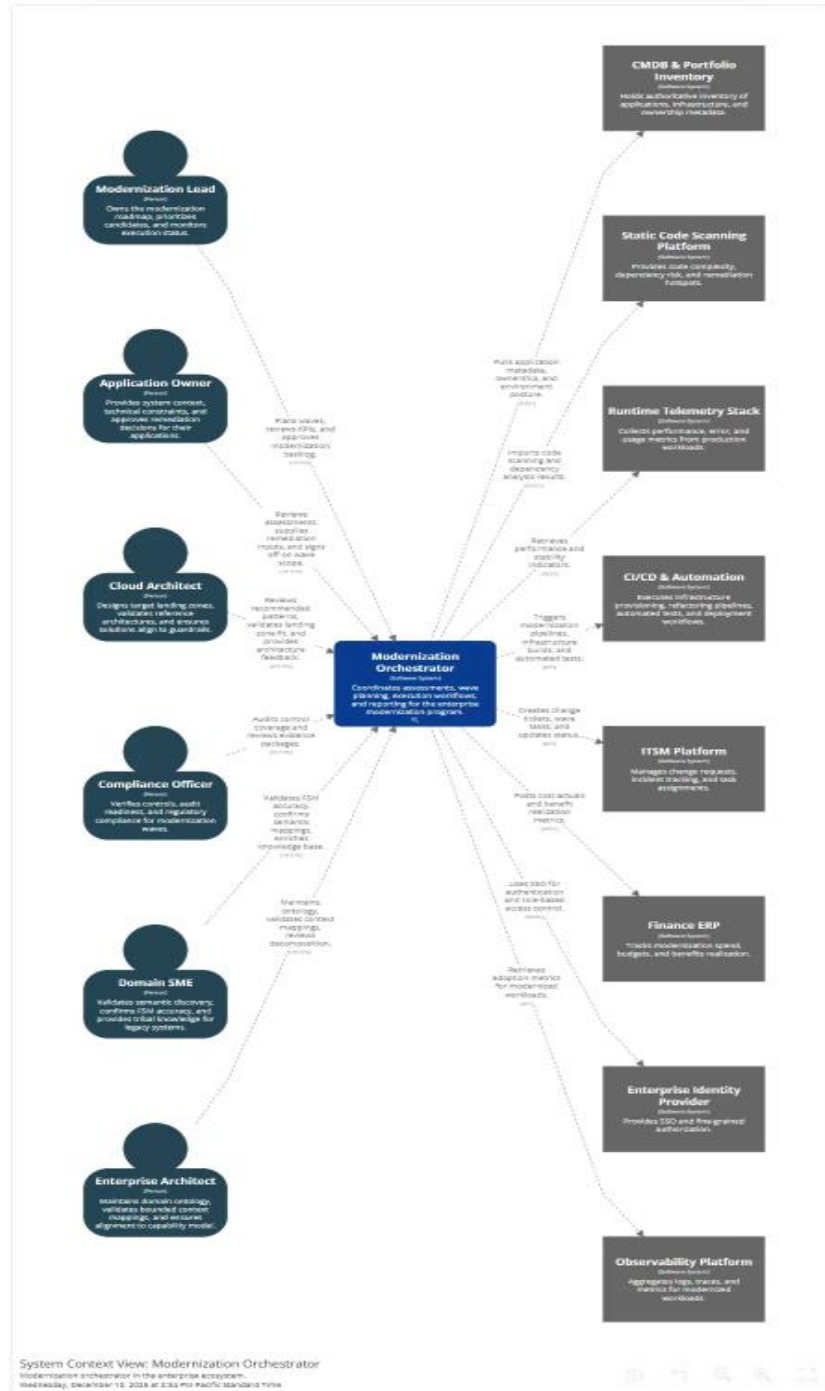 CMDB & Portfolio
Inventory
[Software System]
Holds authoritative inventory of
applications, infrastructure, and
ownership metadata.
Modernization Lead
[Person]
Owns the modernization
roadmap, prioritizes
candidates, and monitors
execution status.
Static Code Scanning
Platform
[Software System]
Provides code complexity,
dependency risk, and remediation
hotspots.
Application Owner
[Person]
Provides system context,
technical constraints, and
approves remediation
decisions for their
applications.
Runtime Telemetry Stack
[Software System]
Collects performance, error, and
usage metrics from production
workloads.
Pulls application
metadata,
ownership, and
environment
posture.
Plans waves,
reviews KPIs, and
approves
modernization
backlog.
Imports code
scanning and
dependency
analysis results.
Reviews
assessments,
supplies
remediation
inputs, and signs
off on wave
scope.
Retrieves
performance and
stability
indicators.
Cloud Architect
[Person]
Designs target landing zones,
validates reference
architectures, and ensures
solutions align to guardrails.
CI/CD & Automation
[Software System]
Executes infrastructure
provisioning, refactoring pipelines,
automated tests, and deployment
workflows.
Reviews
recommended
patterns,
validates landing
zone fit, and
provides
architecture
feedback.
Triggers
modernization
pipelines,
infrastructure
builds, and
automated tests.
Modernization
Orchestrator
[Software System]
Coordinates assessments, wave
planning, execution workflows,
and reporting for the enterprise
modernization program.
Audits control
coverage and
reviews evidence
packages.
Creates change
tickets, wave
tasks, and
updates status.
ITSM Platform
[Software System]
Manages change requests,
incident tracking, and task
assignments.
Compliance Officer
[Person]
Verifies controls, audit
readiness, and regulatory
compliance for modernization
waves.
Validates FSM
accuracy,
confirms
semantic
mappings,
enriches
knowledge base.
Posts cost actuals
and benefit
realization
metrics.
Maintains
ontology,
validates context
mappings,
reviews
decomposition.
Uses SSO for
authentication
and role-based
access control.
Finance ERP
[Software System]
Tracks modernization spend,
budgets, and benefits realization.
Domain SME
[Person]
Validates semantic discovery,
confirms FSM accuracy, and
provides tribal knowledge for
legacy systems.
Retrieves
adoption metrics
for modernized
workloads.
Enterprise Identity
Provider
[Software System]
Provides SSO and fine-grained
authorization.
Enterprise Architect
[Person]
Maintains domain ontology,
validates bounded context
mappings, and ensures
alignment to capability model.
Observability Platform
[Software System]
Aggregates logs, traces, and
metrics for modernized
workloads.
System Context View: Modernization Orchestrator
Modernization orchestrator in the enterprise ecosystem.
Wednesday, December 10, 2025 at 2:52 PM Pacific Standard Time